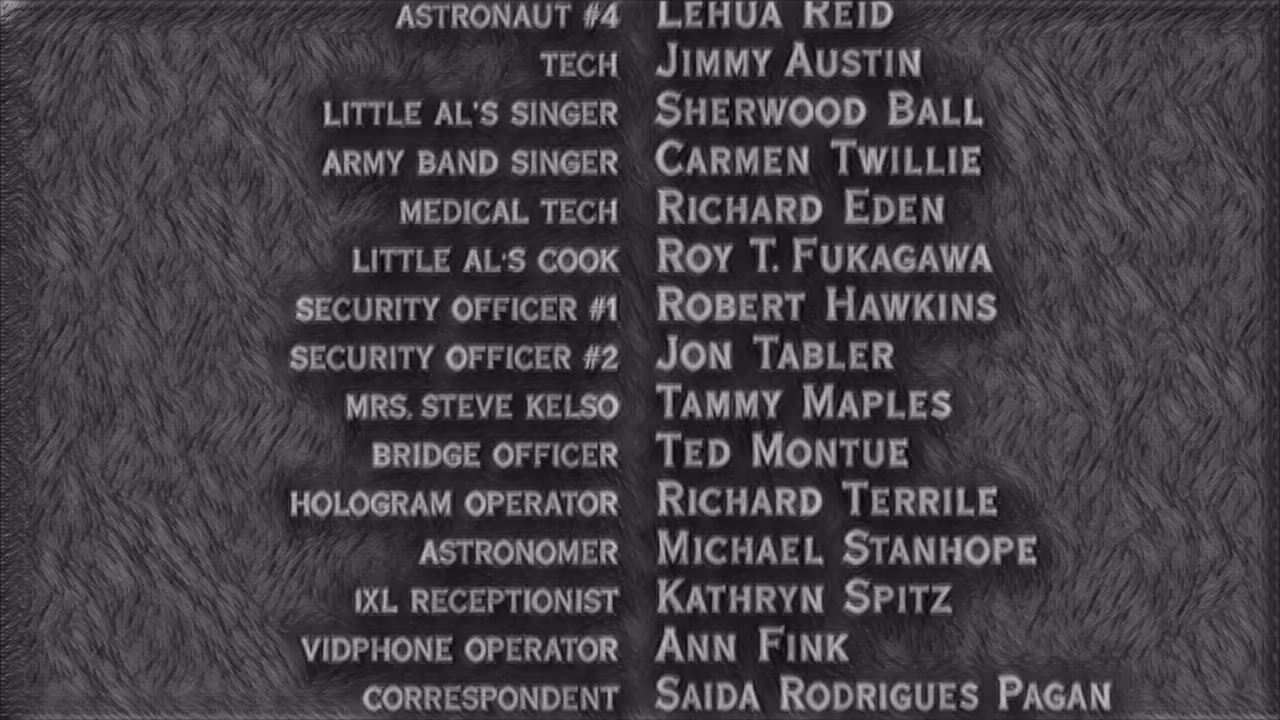 ASTRONAUT #4 LEHUA REID
TECH JIMMY AUSTIN
LITTLE AL'S SINGER SHERWOOD BALL
ARMY BAND SINGER CARMEN TWILLIE
MEDICAL TECH RICHARD EDEN
LITTLE AL'S COOK ROY T. FUKAGAWA
SECURITY OFFICER #1 ROBERT HAWKINS
SECURITY OFFICER #2 JON TABLER
MRS. STEVE KELSO TAMMY MAPLES
BRIDGE OFFICER TED MONTUE
HOLOGRAM OPERATOR RICHARD TERRILE
ASTRONOMER MICHAEL STANHOPE
IXL RECEPTIONIST KATHRYN SPITZ
VIDPHONE OPERATOR ANN FINK
CORRESPONDENT SAIDA RODRIGUES PAGAN